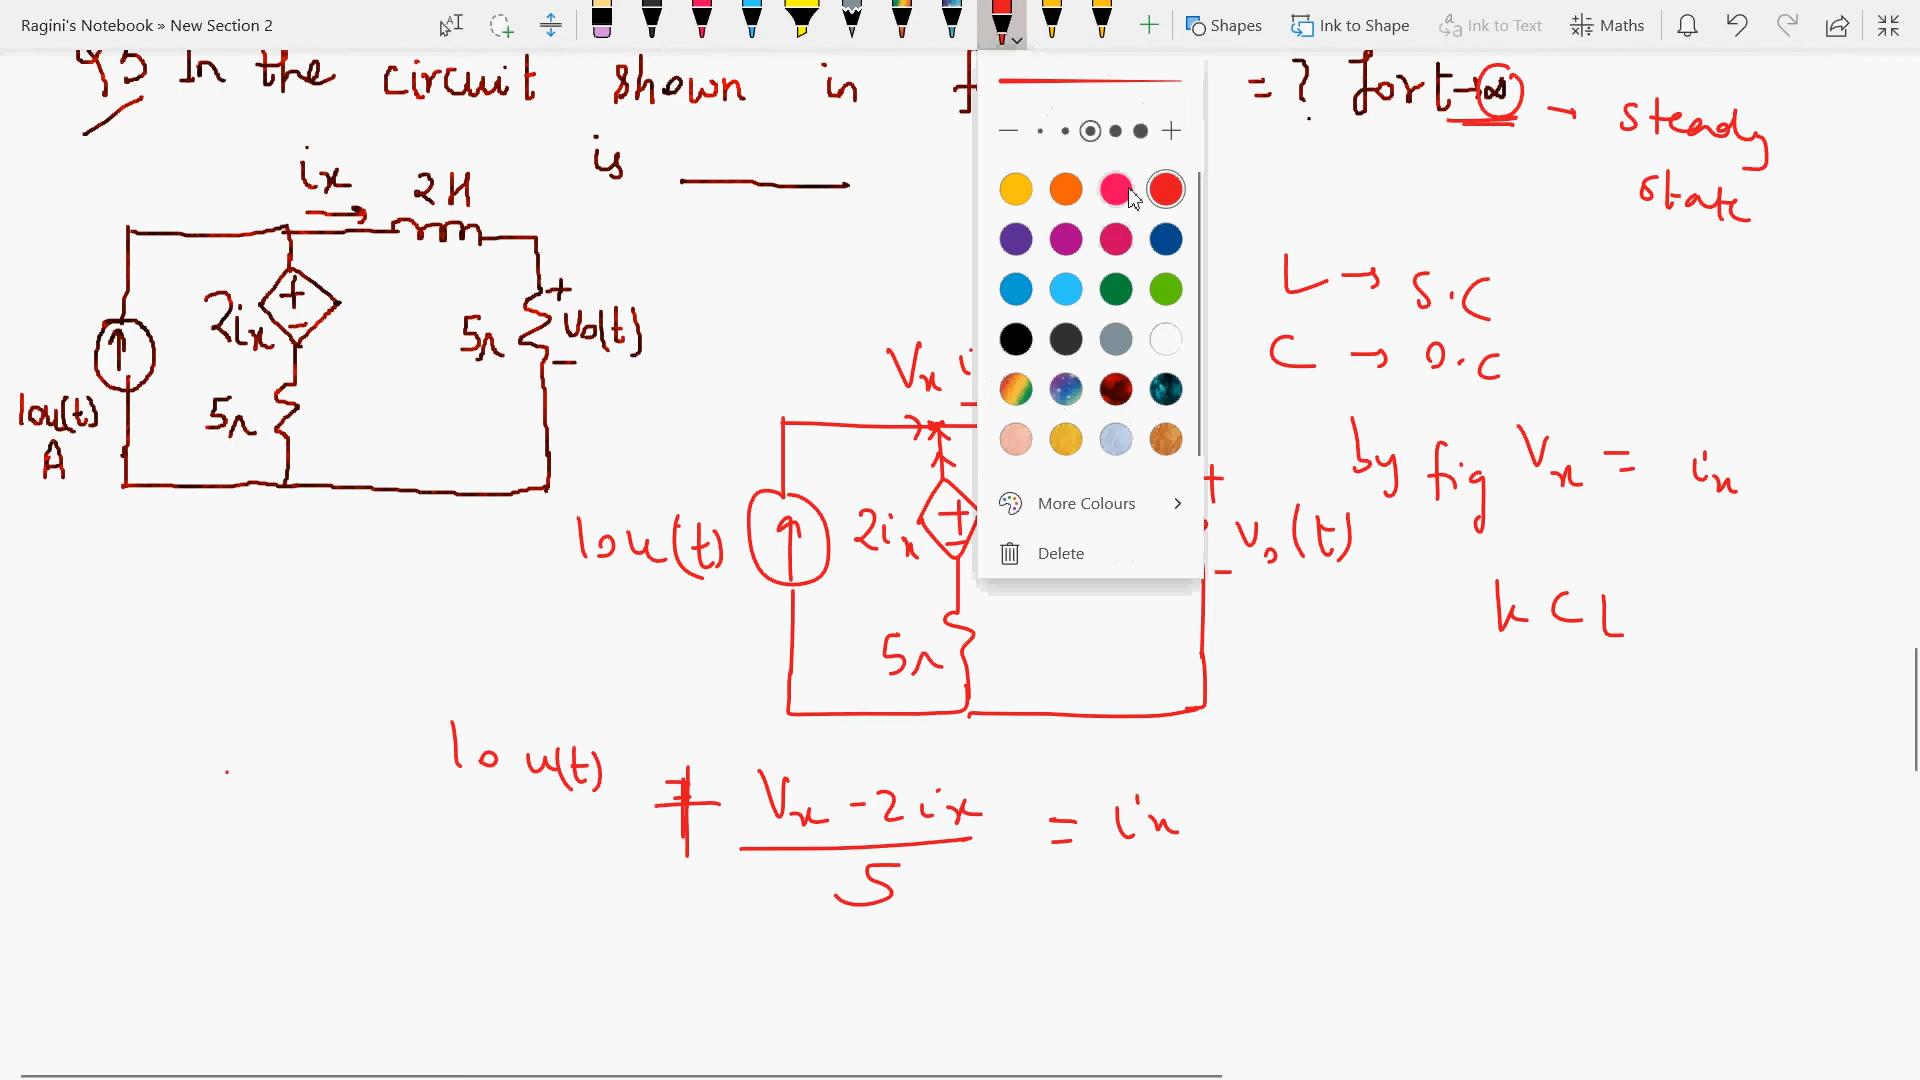 Ragini's Notebook » New Section 2
Shapes
Ink to Shape
Ink to Text
Maths
In the circuit shown in = ? for t→∞ → steady state
is
ix
2H
2ix
5Ω
+
vo(t)
−
5Ω
10u(t)
A
L → S.C
C → O.C
Vx
by fig Vx = ix
10u(t)
2ix
+
vo(t)
−
5Ω
KCL
More Colours
Delete
10 u(t) + Vx − 2ix = ix
5